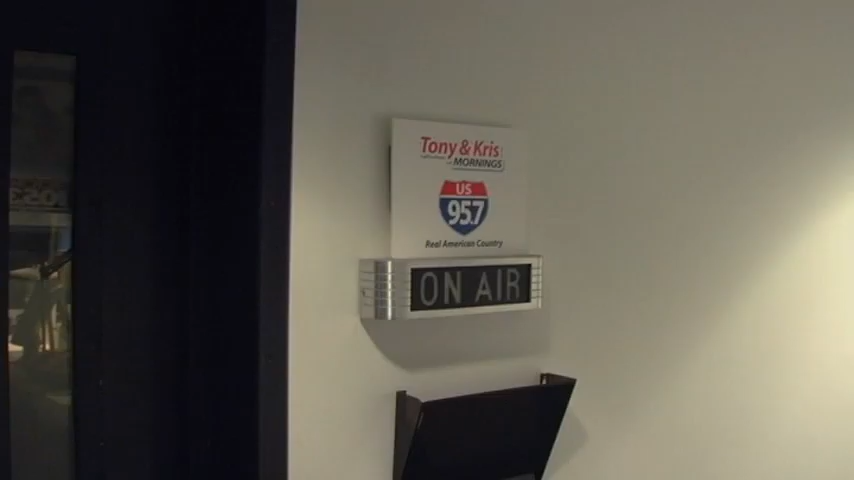 Tony & Kris
MORNINGS
US
95.7
Real American Country
ON AIR